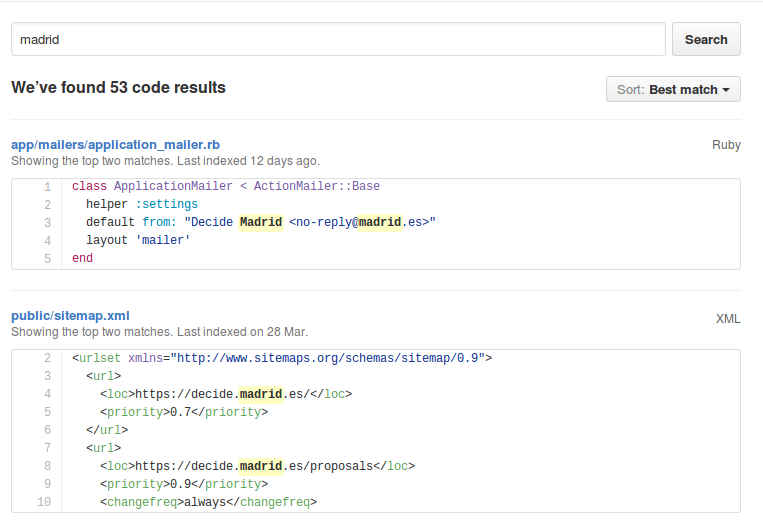 madrid
Search
We've found 53 code results
Sort: Best match
app/mailers/application_mailer.rb
Ruby
Showing the top two matches. Last indexed 12 days ago.
1 class ApplicationMailer < ActionMailer::Base
2 helper :settings
3 default from: "Decide Madrid <no-reply@madrid.es>"
4 layout 'mailer'
5 end
public/sitemap.xml
XML
Showing the top two matches. Last indexed on 28 Mar.
2 <urlset xmlns="http://www.sitemaps.org/schemas/sitemap/0.9">
3 <url>
4 <loc>https://decide.madrid.es/</loc>
5 <priority>0.7</priority>
6 </url>
7 <url>
8 <loc>https://decide.madrid.es/proposals</loc>
9 <priority>0.9</priority>
10 <changefreq>always</changefreq>